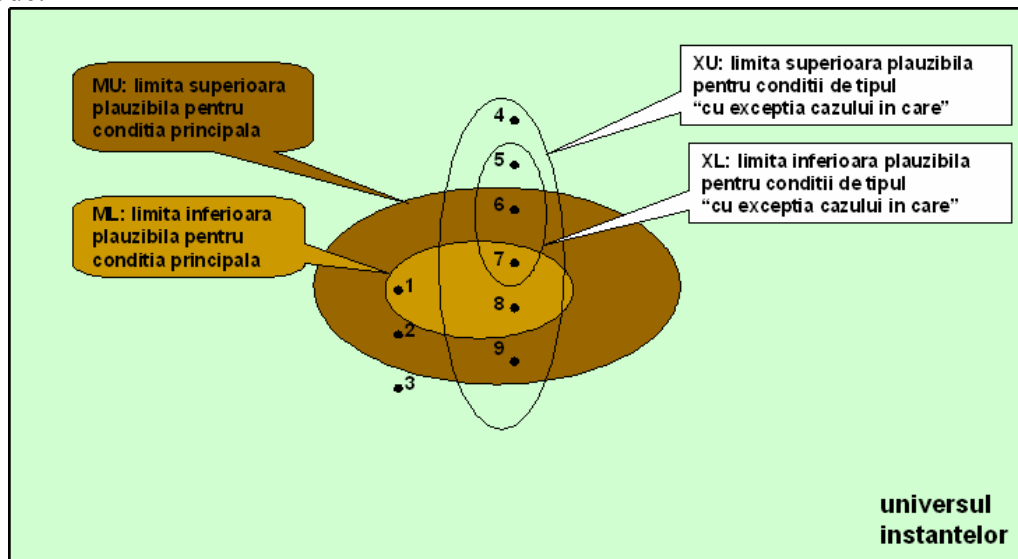 MU: limita superioara
plauzibila pentru
conditia principala
XU: limita superioara plauzibila
pentru conditii de tipul
“cu exceptia cazului in care”
ML: limita inferioara
plauzibila pentru
conditia principala
XL: limita inferioara plauzibila
pentru conditii de tipul
“cu exceptia cazului in care”
4
5
6
7
1
8
2
9
3
universul
instantelor